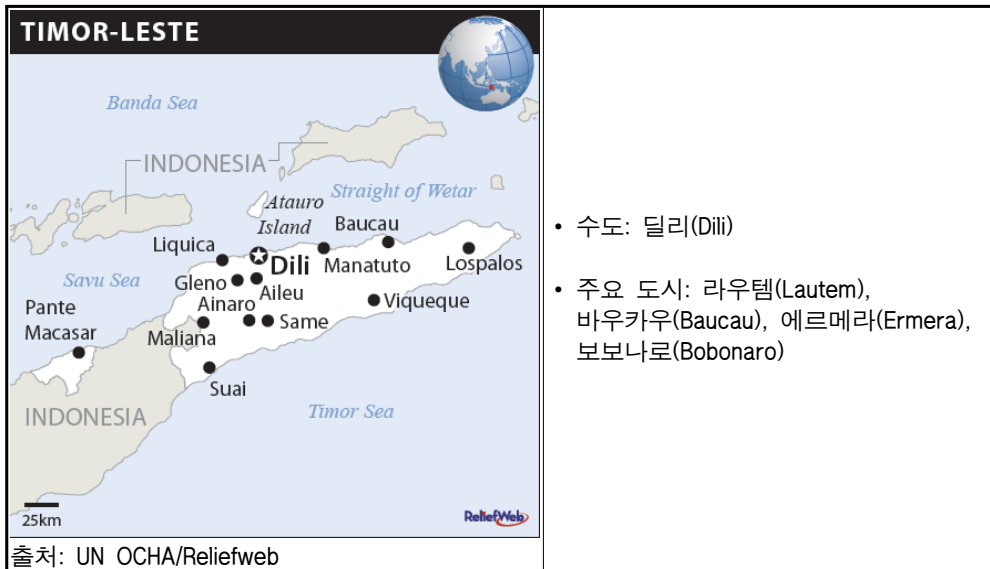 TIMOR-LESTE
Banda Sea
INDONESIA
Straight of Wetar
Atauro
Island
Baucau
Liquica
Dili
Manatuto
Lospalos
Savu Sea
Gleno
Aileu
Ainaro
Viqueque
Pante
Macasar
Same
Maliana
Suai
INDONESIA
Timor Sea
25km
ReliefWeb
출처: UN OCHA/Reliefweb
• 수도: 딜리(Dili)
• 주요 도시: 라우템(Lautem),
바우카우(Baucau), 에르메라(Ermera),
보보나로(Bobonaro)